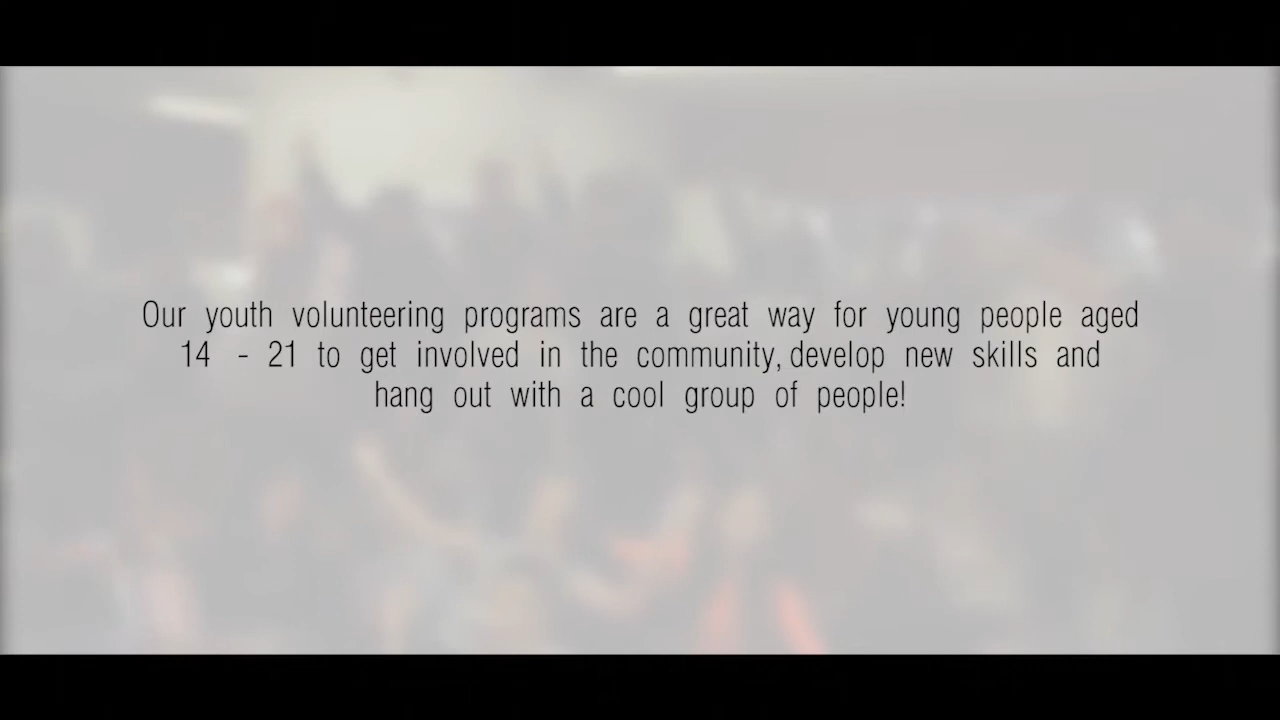 Our youth volunteering programs are a great way for young people aged
14 - 21 to get involved in the community, develop new skills and
hang out with a cool group of people!